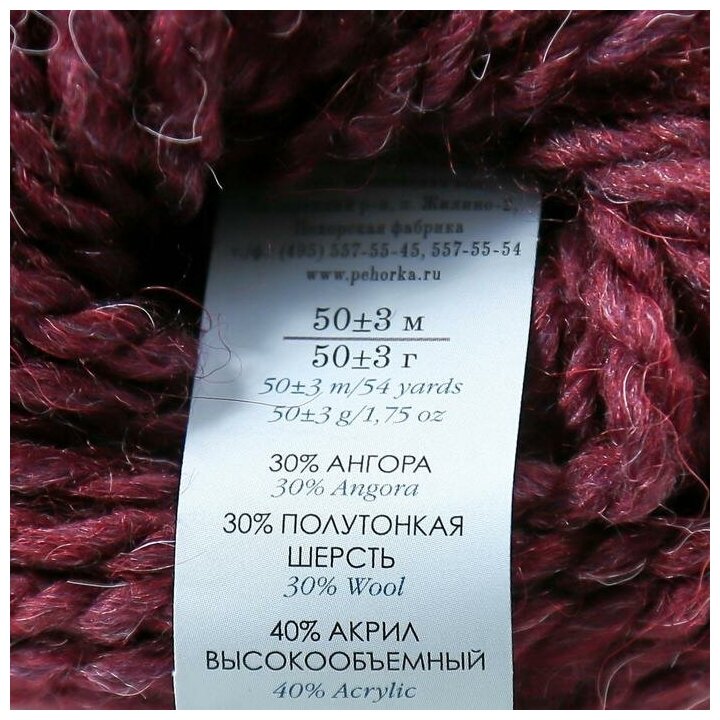 р-н, п. Жилино-2,
Пехорская фабрика
(495) 557-55-45, 557-55-54
www.pehorka.ru
50±3 м
50±3 г
50±3 m/54 yards
50±3 g/1,75 oz
30% АНГОРА
30% Angora
30% ПОЛУТОНКАЯ
ШЕРСТЬ
30% Wool
40% АКРИЛ
ВЫСОКООБЪЕМНЫЙ
40% Acrylic